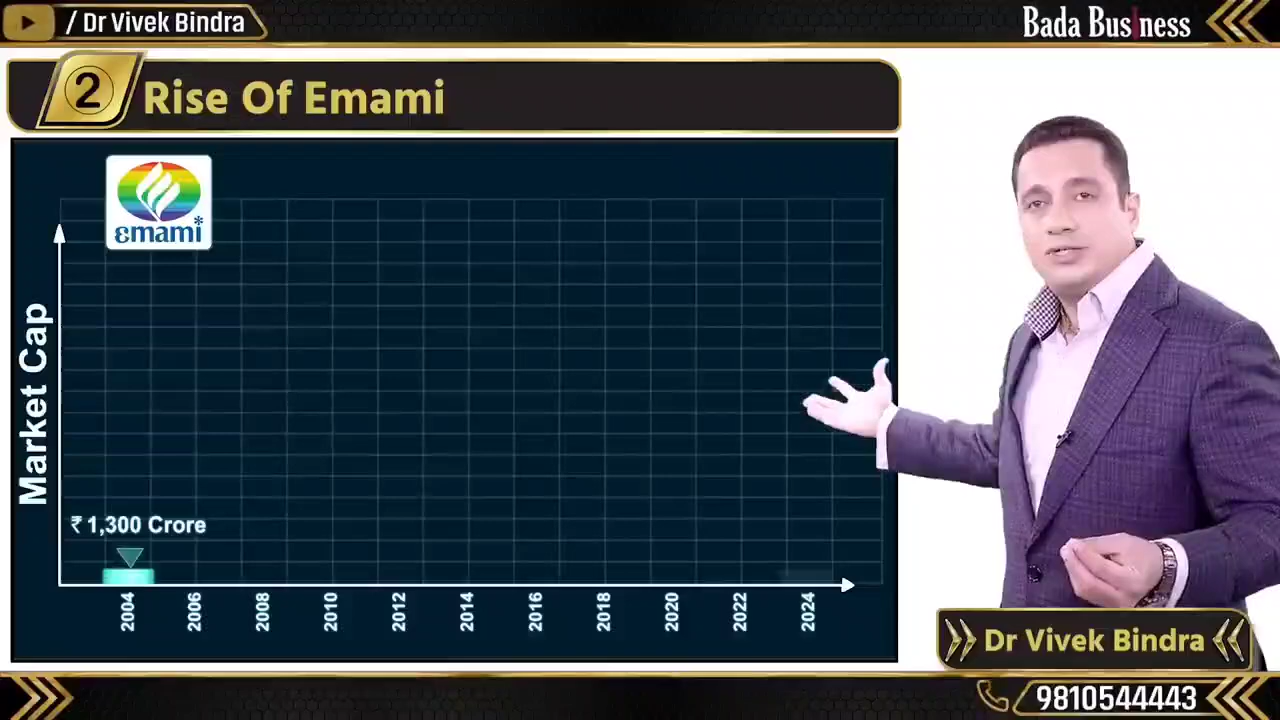 / Dr Vivek Bindra
Bada Business
2
Rise Of Emami
emami*
Market Cap
₹ 1,300 Crore
2004
2006
2008
2010
2012
2014
2016
2018
2020
2022
2024
Dr Vivek Bindra
9810544443